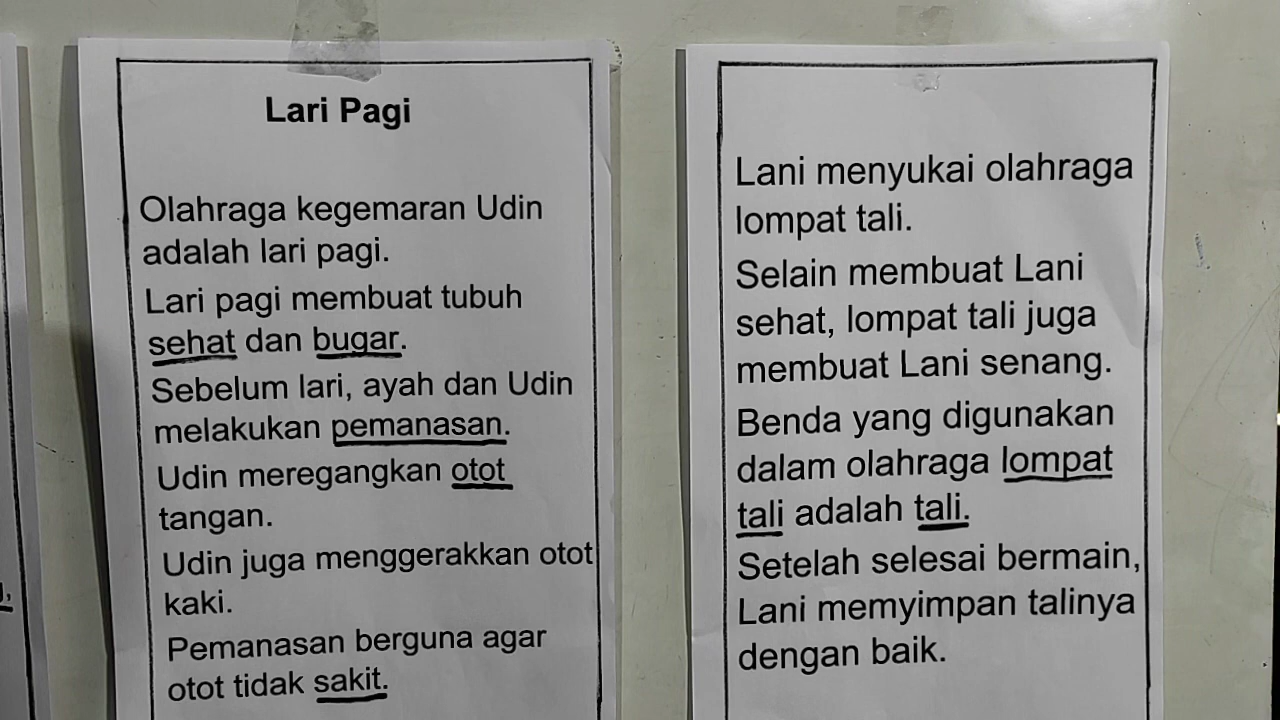 Lari Pagi
Olahraga kegemaran Udin
adalah lari pagi.
Lari pagi membuat tubuh
sehat dan bugar.
Sebelum lari, ayah dan Udin
melakukan pemanasan.
Udin meregangkan otot
tangan.
Udin juga menggerakkan otot
kaki.
Pemanasan berguna agar
otot tidak sakit.
Lani menyukai olahraga
lompat tali.
Selain membuat Lani
sehat, lompat tali juga
membuat Lani senang.
Benda yang digunakan
dalam olahraga lompat
tali adalah tali.
Setelah selesai bermain,
Lani memyimpan talinya
dengan baik.